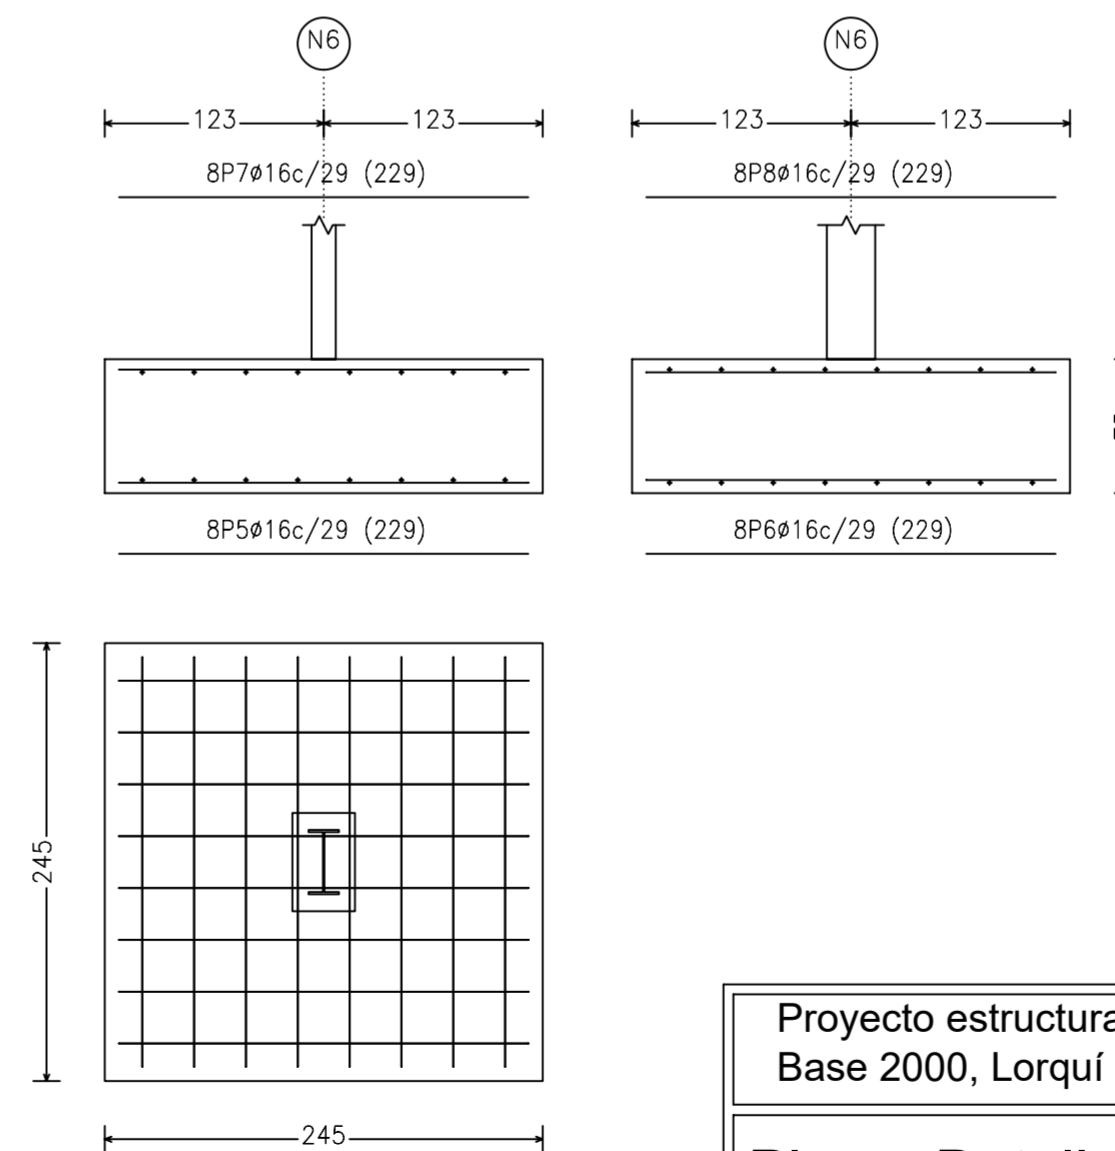 N6
N6
123 123
123 123
8P7ø16c/29 (229)
8P8ø16c/29 (229)
8P5ø16c/29 (229)
8P6ø16c/29 (229)
245
245
Proyecto estructura
Base 2000, Lorquí